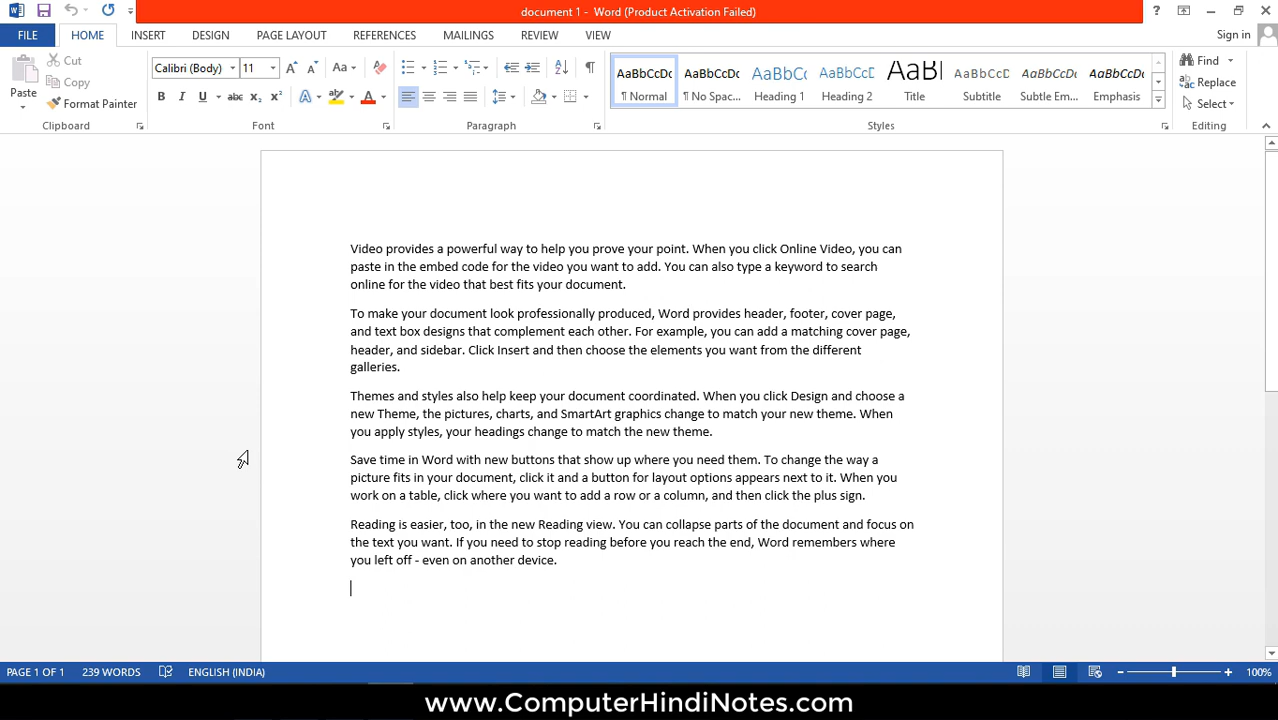 document 1 - Word (Product Activation Failed)
FILE HOME INSERT DESIGN PAGE LAYOUT REFERENCES MAILINGS REVIEW VIEW Sign in
Paste
Cut
Copy
Format Painter
Clipboard
Calibri (Body) 11
Font
Paragraph
AaBbCcDc AaBbCcDc AaBbC AaBbCcD AaB AaBbCcD AaBbCcDc AaBbCcDc
¶ Normal ¶ No Spac... Heading 1 Heading 2 Title Subtitle Subtle Em... Emphasis
Styles
Find
Replace
Select
Editing
Video provides a powerful way to help you prove your point. When you click Online Video, you can
paste in the embed code for the video you want to add. You can also type a keyword to search
online for the video that best fits your document.
To make your document look professionally produced, Word provides header, footer, cover page,
and text box designs that complement each other. For example, you can add a matching cover page,
header, and sidebar. Click Insert and then choose the elements you want from the different
galleries.
Themes and styles also help keep your document coordinated. When you click Design and choose a
new Theme, the pictures, charts, and SmartArt graphics change to match your new theme. When
you apply styles, your headings change to match the new theme.
Save time in Word with new buttons that show up where you need them. To change the way a
picture fits in your document, click it and a button for layout options appears next to it. When you
work on a table, click where you want to add a row or a column, and then click the plus sign.
Reading is easier, too, in the new Reading view. You can collapse parts of the document and focus on
the text you want. If you need to stop reading before you reach the end, Word remembers where
you left off - even on another device.
PAGE 1 OF 1 239 WORDS ENGLISH (INDIA) 100%
www.ComputerHindiNotes.com